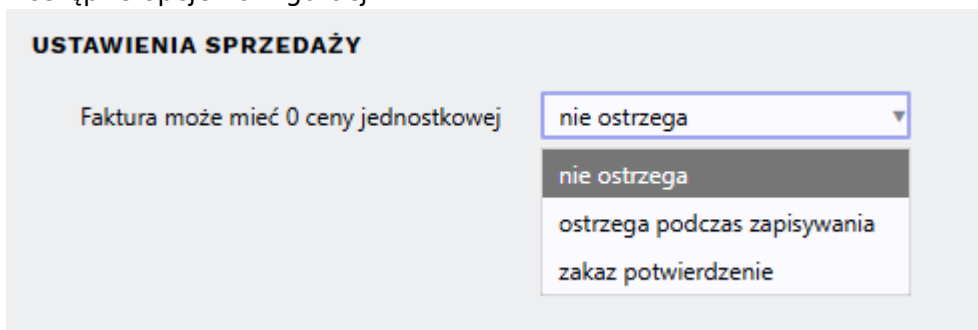 USTAWIENIA SPRZEDAŻY
Faktura może mieć 0 ceny jednostkowej nie ostrzega
nie ostrzega
ostrzega podczas zapisywania
zakaz potwierdzenie